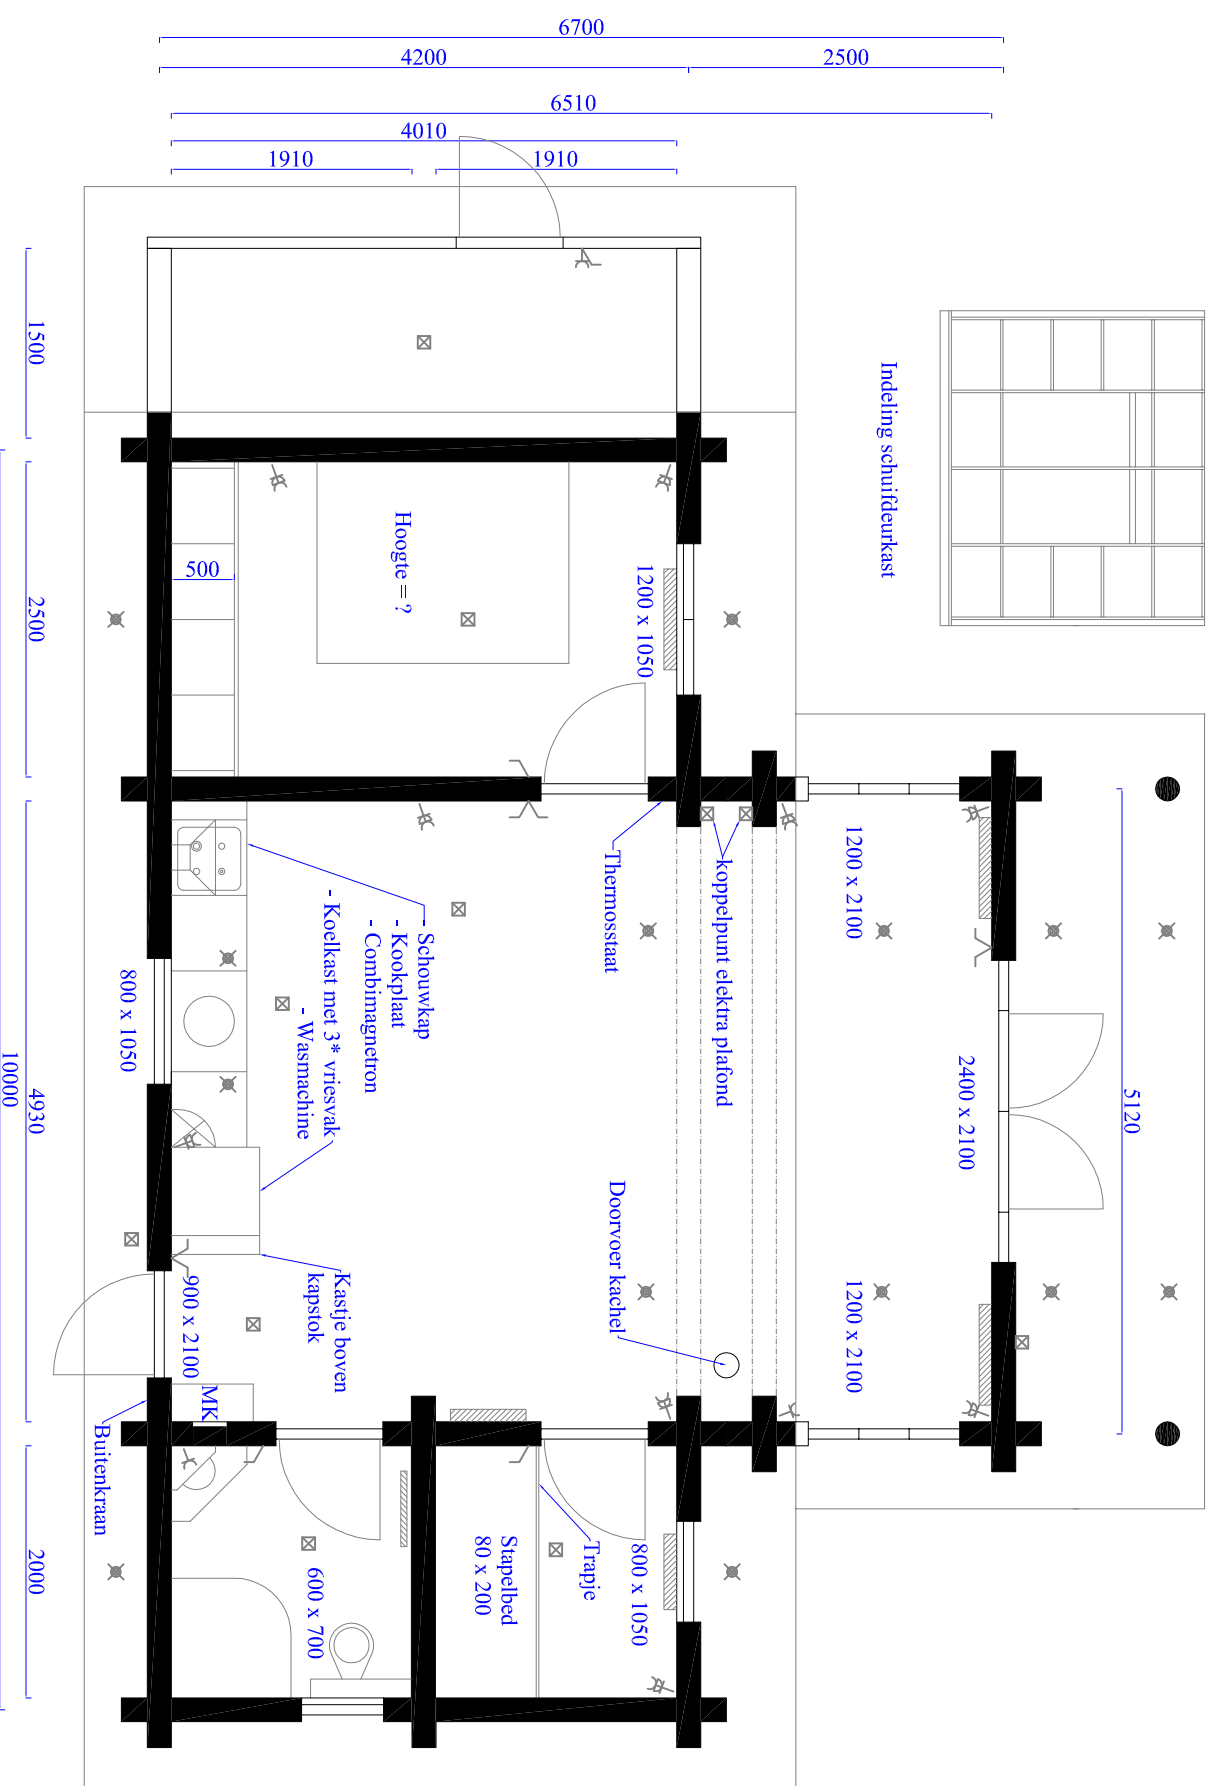 6700
4200
2500
6510
4010
1910
1910
1500
2500
4930
10000
2000
5120
500
Indeling schuifdeurkast
Hoogte = ?
1200 x 1050
Thermosstaat
koppelpunt elektra plafond
1200 x 2100
2400 x 2100
1200 x 2100
- Schouwkap
- Kookplaat
- Combimagnetron
- Koelkast met 3* vriesvak
- Wasmachine
800 x 1050
Doorvoer kachel
Kastje boven
kapstok
900 x 2100
MK
Buitenkraan
600 x 700
Stapelbed
80 x 200
Trapje
800 x 1050